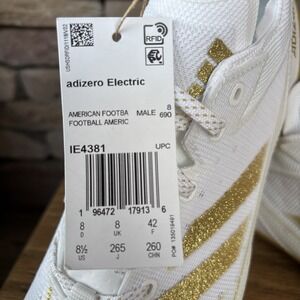 RFID
adizero Electric
AMERICAN FOOTBA MALE 8
FOOTBALL AMERIC 690
IE4381 UPC
1 96472 17913 6
8 8 42
D UK F
8½ 265 260
US J CHN